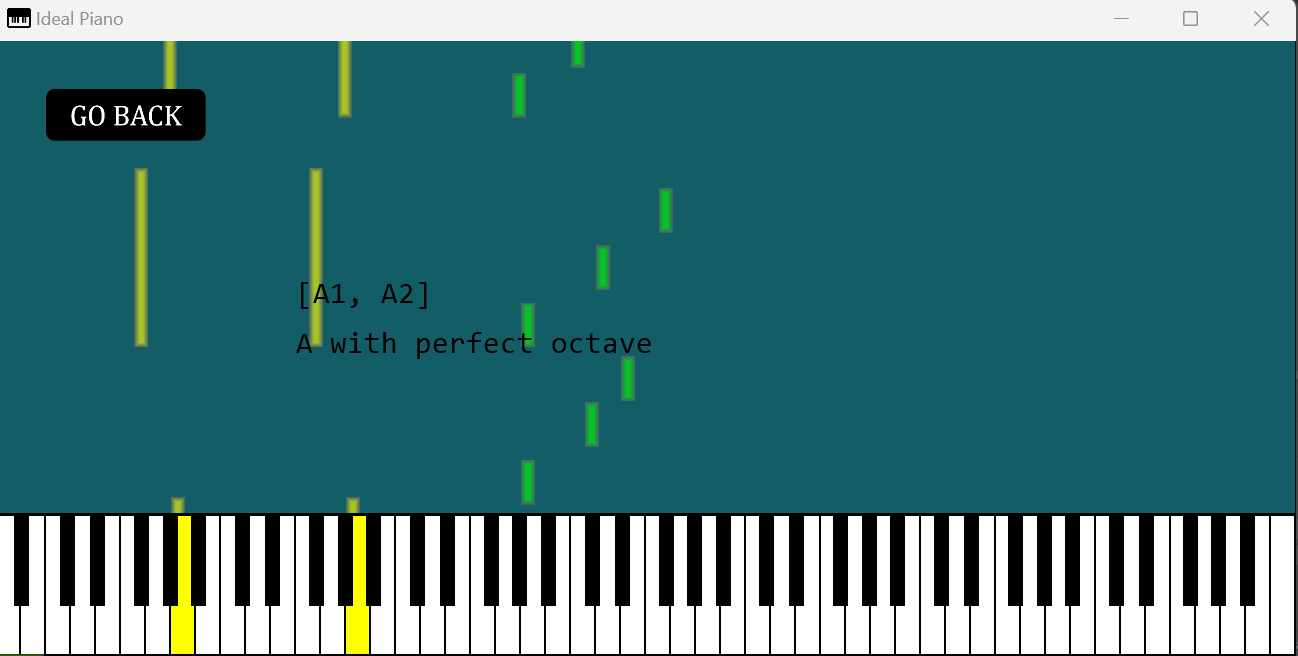 Ideal Piano
GO BACK
[A1, A2]
A with perfect octave